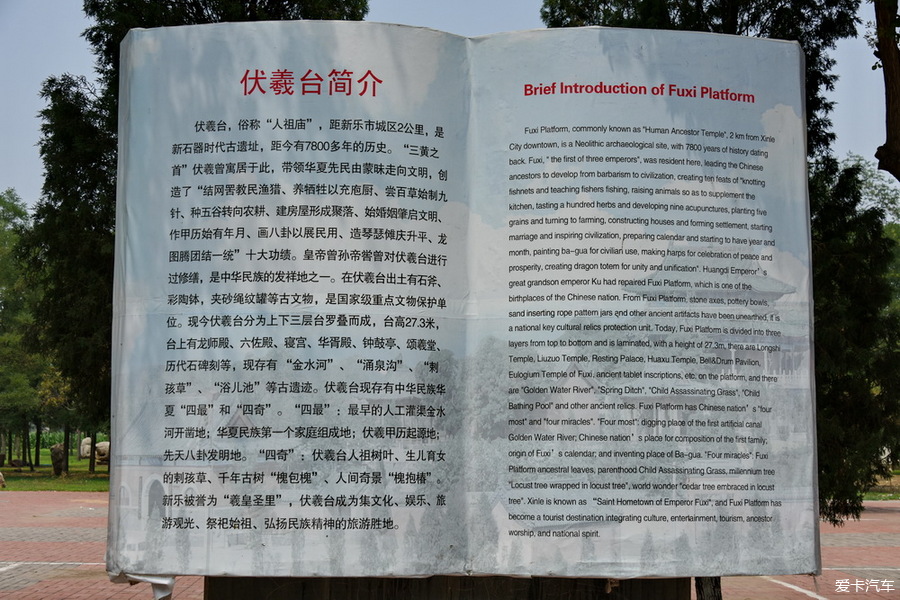 伏羲台简介
伏羲台，俗称“人祖庙”，距新乐市城区2公里，是
新石器时代古遗址，距今有7800多年的历史。“三黄之
首”伏羲曾寓居于此，带领华夏先民由蒙昧走向文明，创
造了“结网罟教民渔猎、养牺牲以充庖厨、尝百草始制九
针、种五谷转向农耕、建房屋形成聚落、始婚姻肇启文明、
作甲历始有年月、画八卦以展民用、造琴瑟傩庆升平、龙
图腾团结一统”十大功绩。皇帝曾孙帝喾曾对伏羲台进行
过修缮，是中华民族的发祥地之一。在伏羲台出土有石斧、
彩陶钵，夹砂绳纹罐等古文物，是国家级重点文物保护单
位。现今伏羲台分为上下三层台罗叠而成，台高27.3米，
台上有龙师殿、六佐殿、寝宫、华胥殿、钟鼓亭、颂羲堂、
历代石碑刻等，现存有“金水河”、“涌泉沟”、“刺
孩草”、“浴儿池”等古遗迹。伏羲台现存有中华民族华
夏“四最”和“四奇”。“四最”：最早的人工灌渠金水
河开凿地；华夏民族第一个家庭组成地；伏羲甲历起源地；
先天八卦发明地。“四奇”：伏羲台人祖树叶、生儿育女
的刺孩草、千年古树“槐包槐”、人间奇景“槐抱椿”。
新乐被誉为“羲皇圣里”，伏羲台成为集文化、娱乐、旅
游观光、祭祀始祖、弘扬民族精神的旅游胜地。
Brief Introduction of Fuxi Platform
Fuxi Platform, commonly known as "Human Ancestor Temple", 2 km from Xinle
City downtown, is a Neolithic archaeological site, with 7800 years of history dating
back. Fuxi, " the first of three emperors", was resident here, leading the Chinese
ancestors to develop from barbarism to civilization, creating ten feats of "knotting
fishnets and teaching fishers fishing, raising animals so as to supplement the
kitchen, tasting a hundred herbs and developing nine acupunctures, planting five
grains and turning to farming, constructing houses and forming settlement, starting
marriage and inspiring civilization, preparing calendar and starting to have year and
month, painting ba-gua for civilian use, making harps for celebration of peace and
prosperity, creating dragon totem for unity and unification". Huangdi Emperor's
great grandson emperor Ku had repaired Fuxi Platform, which is one of the
birthplaces of the Chinese nation. From Fuxi Platform, stone axes, pottery bowls,
sand inserting rope pattern jars and other ancient artifacts have been unearthed, it is
a national key cultural relics protection unit. Today, Fuxi Platform is divided into three
layers from top to bottom and is laminated, with a height of 27.3m, there are Longshi
Temple, Liuzuo Temple, Resting Palace, Huaxu Temple, Bell&Drum Pavilion,
Eulogium Temple of Fuxi, ancient tablet inscriptions, etc. on the platform, and there
are "Golden Water River", "Spring Ditch", "Child Assassinating Grass", "Child
Bathing Pool" and other ancient relics. Fuxi Platform has Chinese nation's "four
most" and "four miracles". "Four most": digging place of the first artificial canal
Golden Water River; Chinese nation's place for composition of the first family;
origin of Fuxi's calendar; and inventing place of Ba-gua. "Four miracles": Fuxi
Platform ancestral leaves, parenthood Child Assassinating Grass, millennium tree
"Locust tree wrapped in locust tree", world wonder "cedar tree embraced in locust
tree". Xinle is known as "Saint Hometown of Emperor Fuxi", and Fuxi Platform has
become a tourist destination integrating culture, entertainment, tourism, ancestor
worship, and national spirit.
爱卡汽车